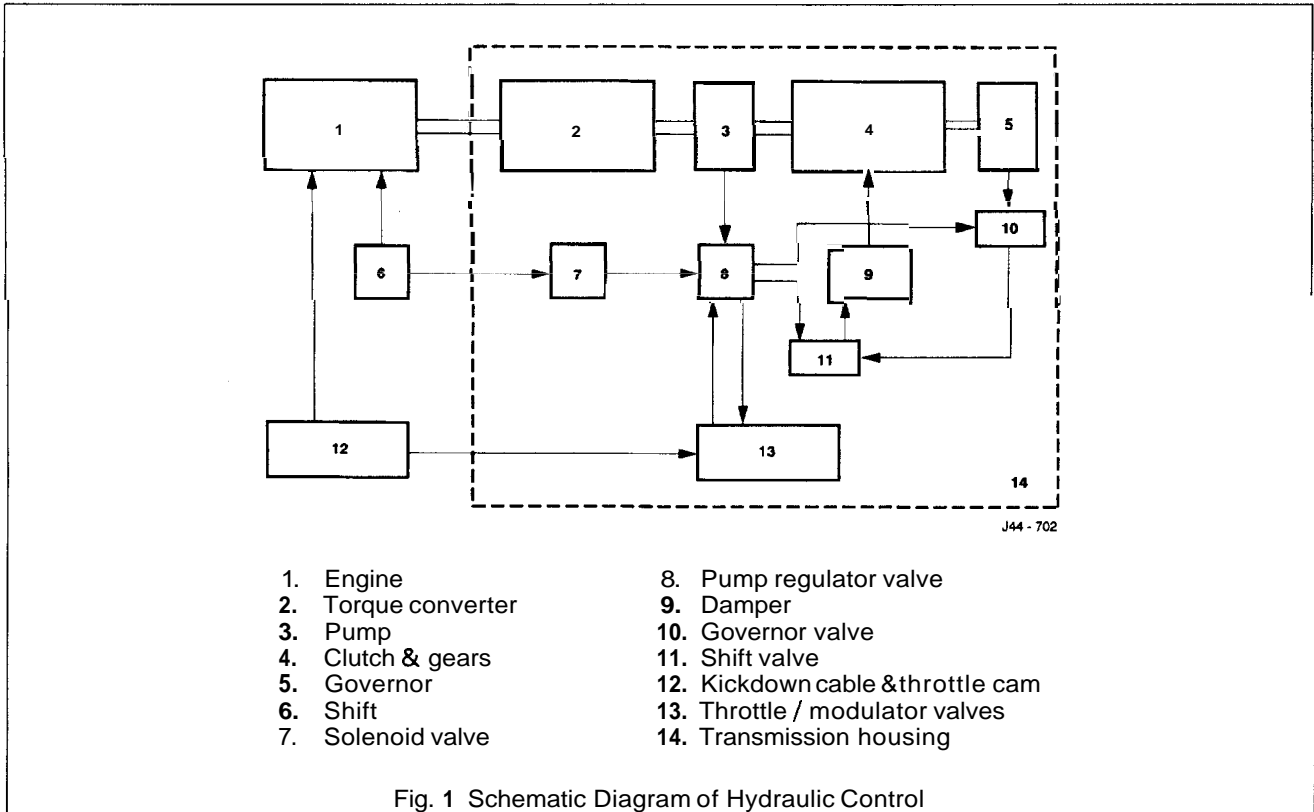 1
2
3
4
5
6
7
8
9
10
11
12
13
14
J44 - 702
1. Engine
2. Torque converter
3. Pump
4. Clutch & gears
5. Governor
6. Shift
7. Solenoid valve
8. Pump regulator valve
9. Damper
10. Governor valve
11. Shift valve
12. Kickdown cable & throttle cam
13. Throttle / modulator valves
14. Transmission housing
Fig. 1 Schematic Diagram of Hydraulic Control